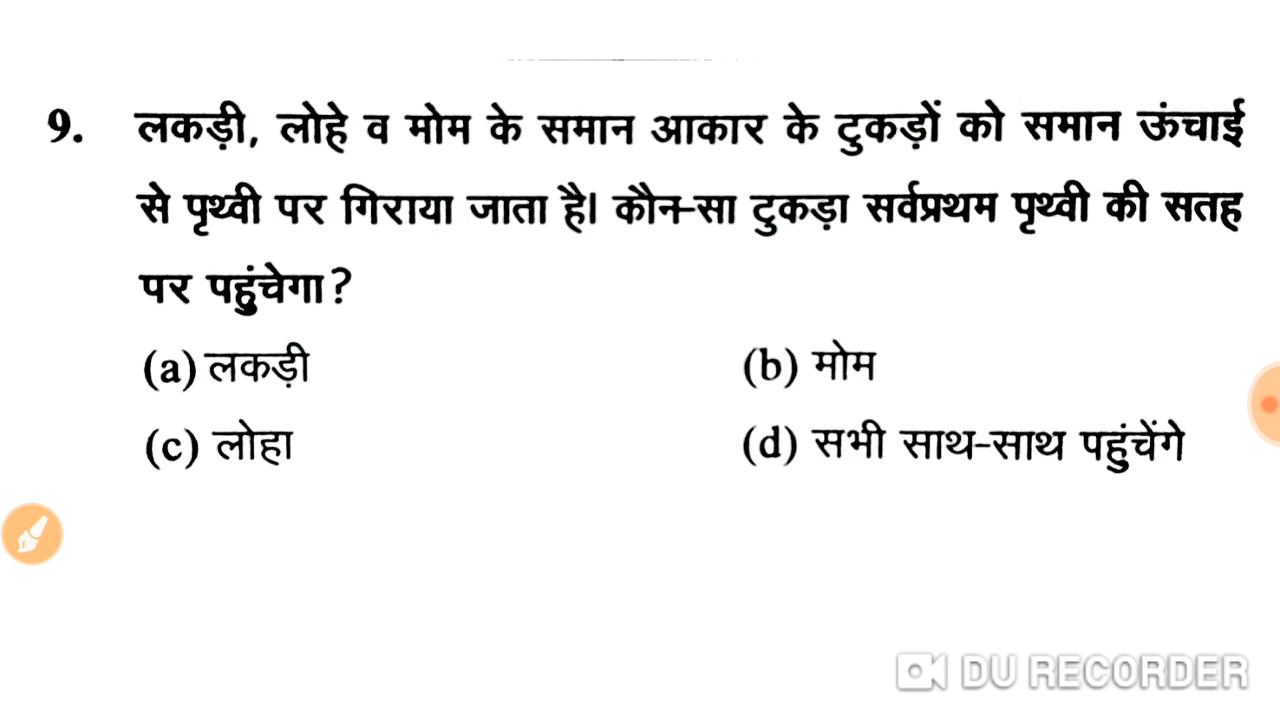 9. लकड़ी, लोहे व मोम के समान आकार के टुकड़ों को समान ऊंचाई
से पृथ्वी पर गिराया जाता है। कौन-सा टुकड़ा सर्वप्रथम पृथ्वी की सतह
पर पहुंचेगा?
(a) लकड़ी (b) मोम
(c) लोहा (d) सभी साथ-साथ पहुंचेंगे
DU RECORDER